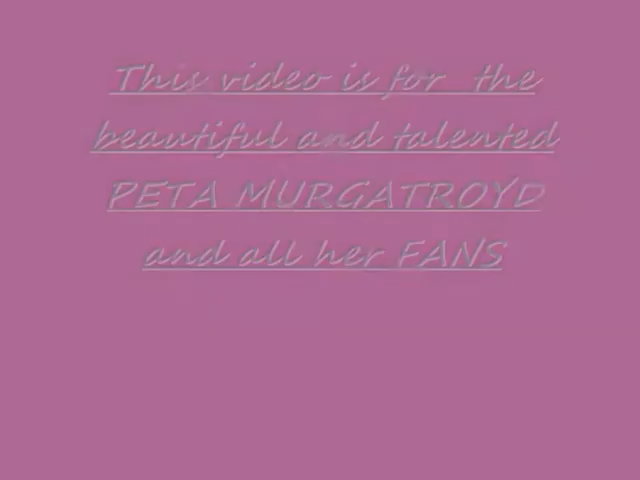 This video is for the
beautiful and talented
PETA MURGATROYD
and all her FANS